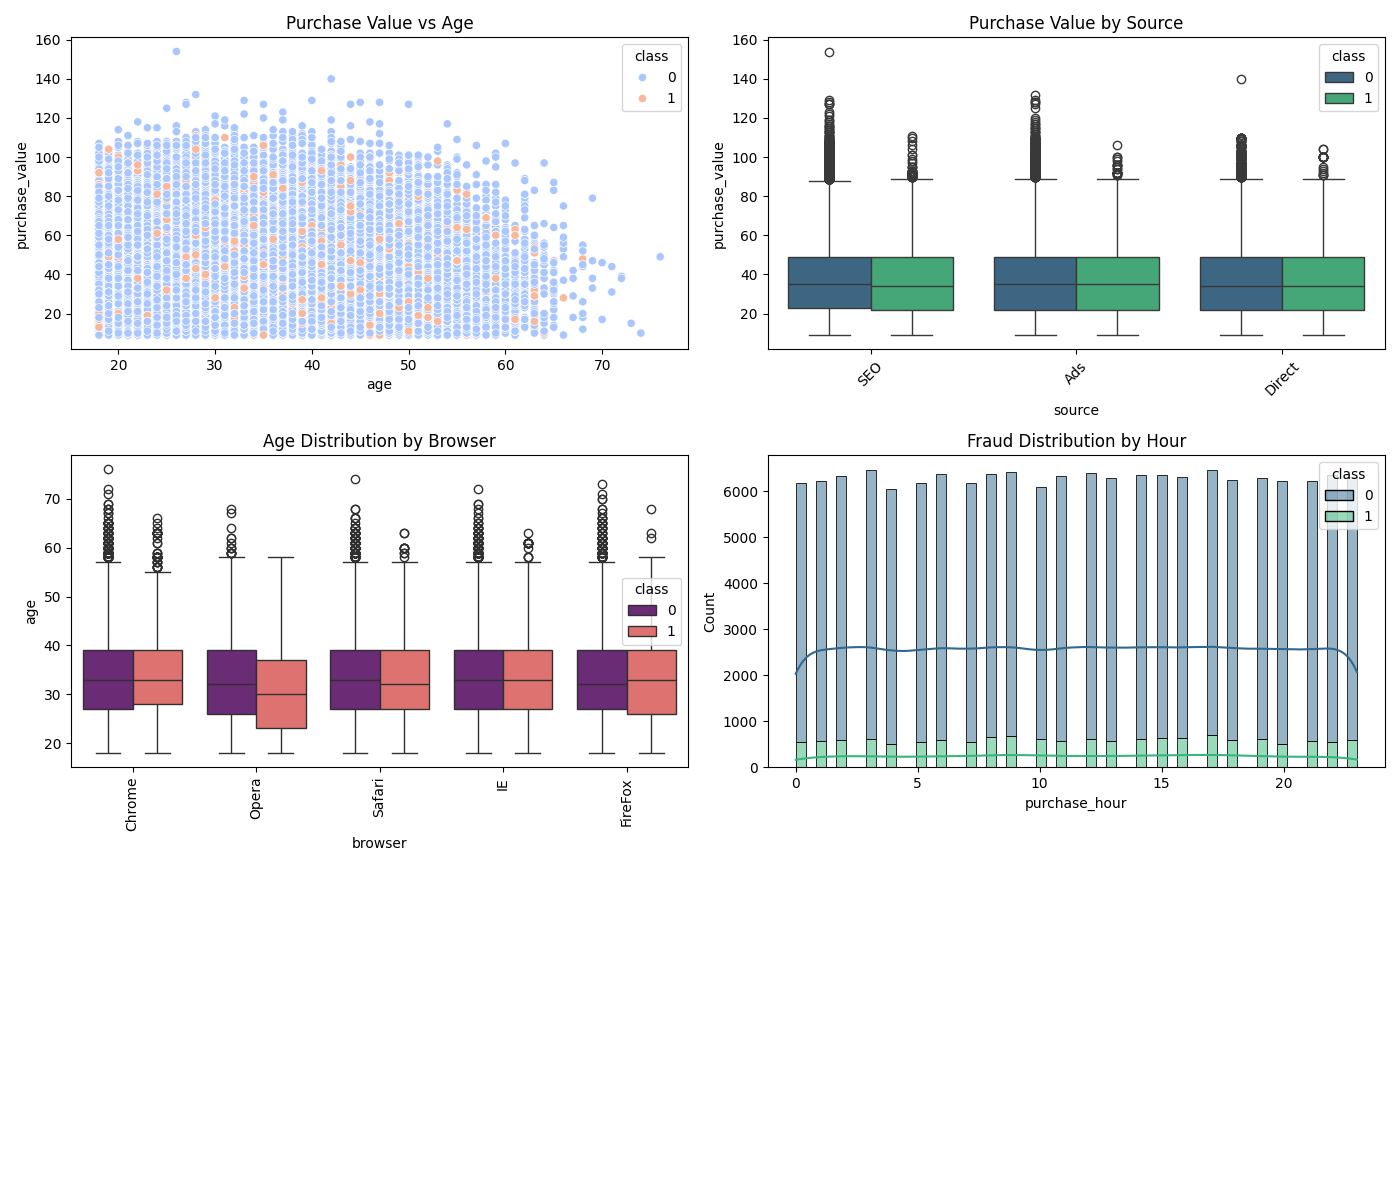 Purchase Value vs Age
purchase_value
160
140
120
100
80
60
40
20
class
0
1
20 30 40 50 60 70
age
Purchase Value by Source
purchase_value
160
140
120
100
80
60
40
20
class
0
1
SEO Ads Direct
source
Age Distribution by Browser
age
70
60
50
40
30
20
class
0
1
Chrome Opera Safari IE FireFox
browser
Fraud Distribution by Hour
Count
6000
5000
4000
3000
2000
1000
0
class
0
1
0 5 10 15 20
purchase_hour